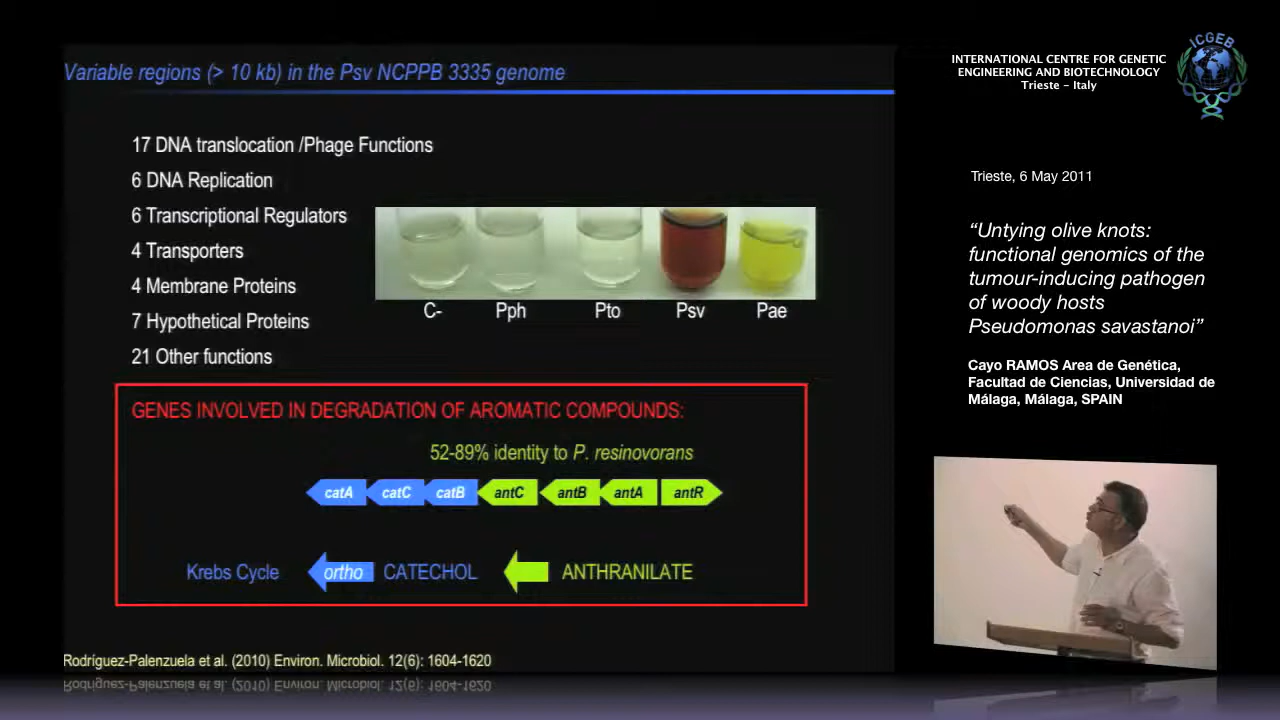 Variable regions (> 10 kb) in the Psv NCPPB 3335 genome
17 DNA translocation /Phage Functions
6 DNA Replication
6 Transcriptional Regulators
4 Transporters
4 Membrane Proteins
7 Hypothetical Proteins
21 Other functions
C- Pph Pto Psv Pae
GENES INVOLVED IN DEGRADATION OF AROMATIC COMPOUNDS:
52-89% identity to P. resinovorans
catA catC catB antC antB antA antR
Krebs Cycle ortho CATECHOL ANTHRANILATE
Rodríguez-Palenzuela et al. (2010) Environ. Microbiol. 12(6): 1604-1620
INTERNATIONAL CENTRE FOR GENETIC
ENGINEERING AND BIOTECHNOLOGY
Trieste - Italy
ICGEB
Trieste, 6 May 2011
“Untying olive knots:
functional genomics of the
tumour-inducing pathogen
of woody hosts
Pseudomonas savastanoi”
Cayo RAMOS Area de Genética,
Facultad de Ciencias, Universidad de
Málaga, Málaga, SPAIN